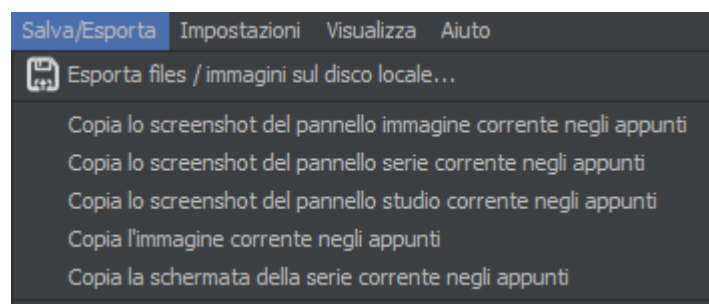 Salva/Esporta Impostazioni Visualizza Aiuto
Esporta files / immagini sul disco locale...
Copia lo screenshot del pannello immagine corrente negli appunti
Copia lo screenshot del pannello serie corrente negli appunti
Copia lo screenshot del pannello studio corrente negli appunti
Copia l'immagine corrente negli appunti
Copia la schermata della serie corrente negli appunti